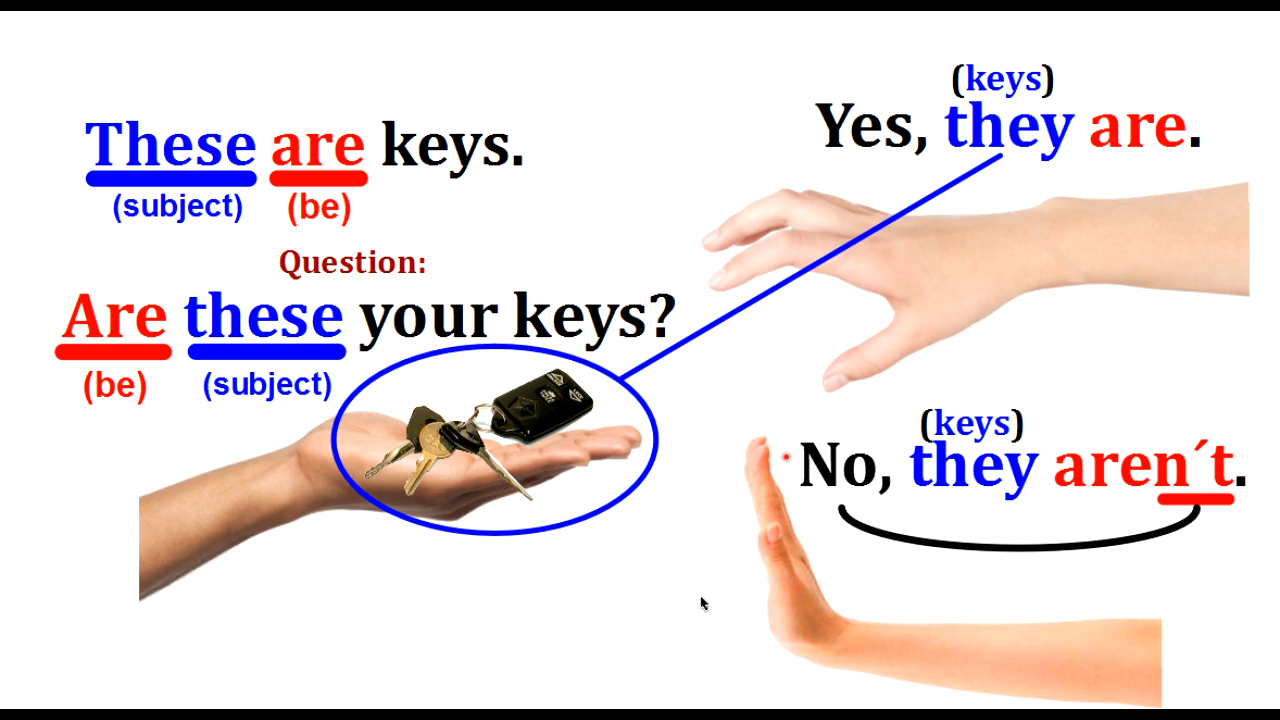 These are keys.
(subject) (be)
Question:
Are these your keys?
(be) (subject)
(keys)
Yes, they are.
(keys)
No, they aren´t.